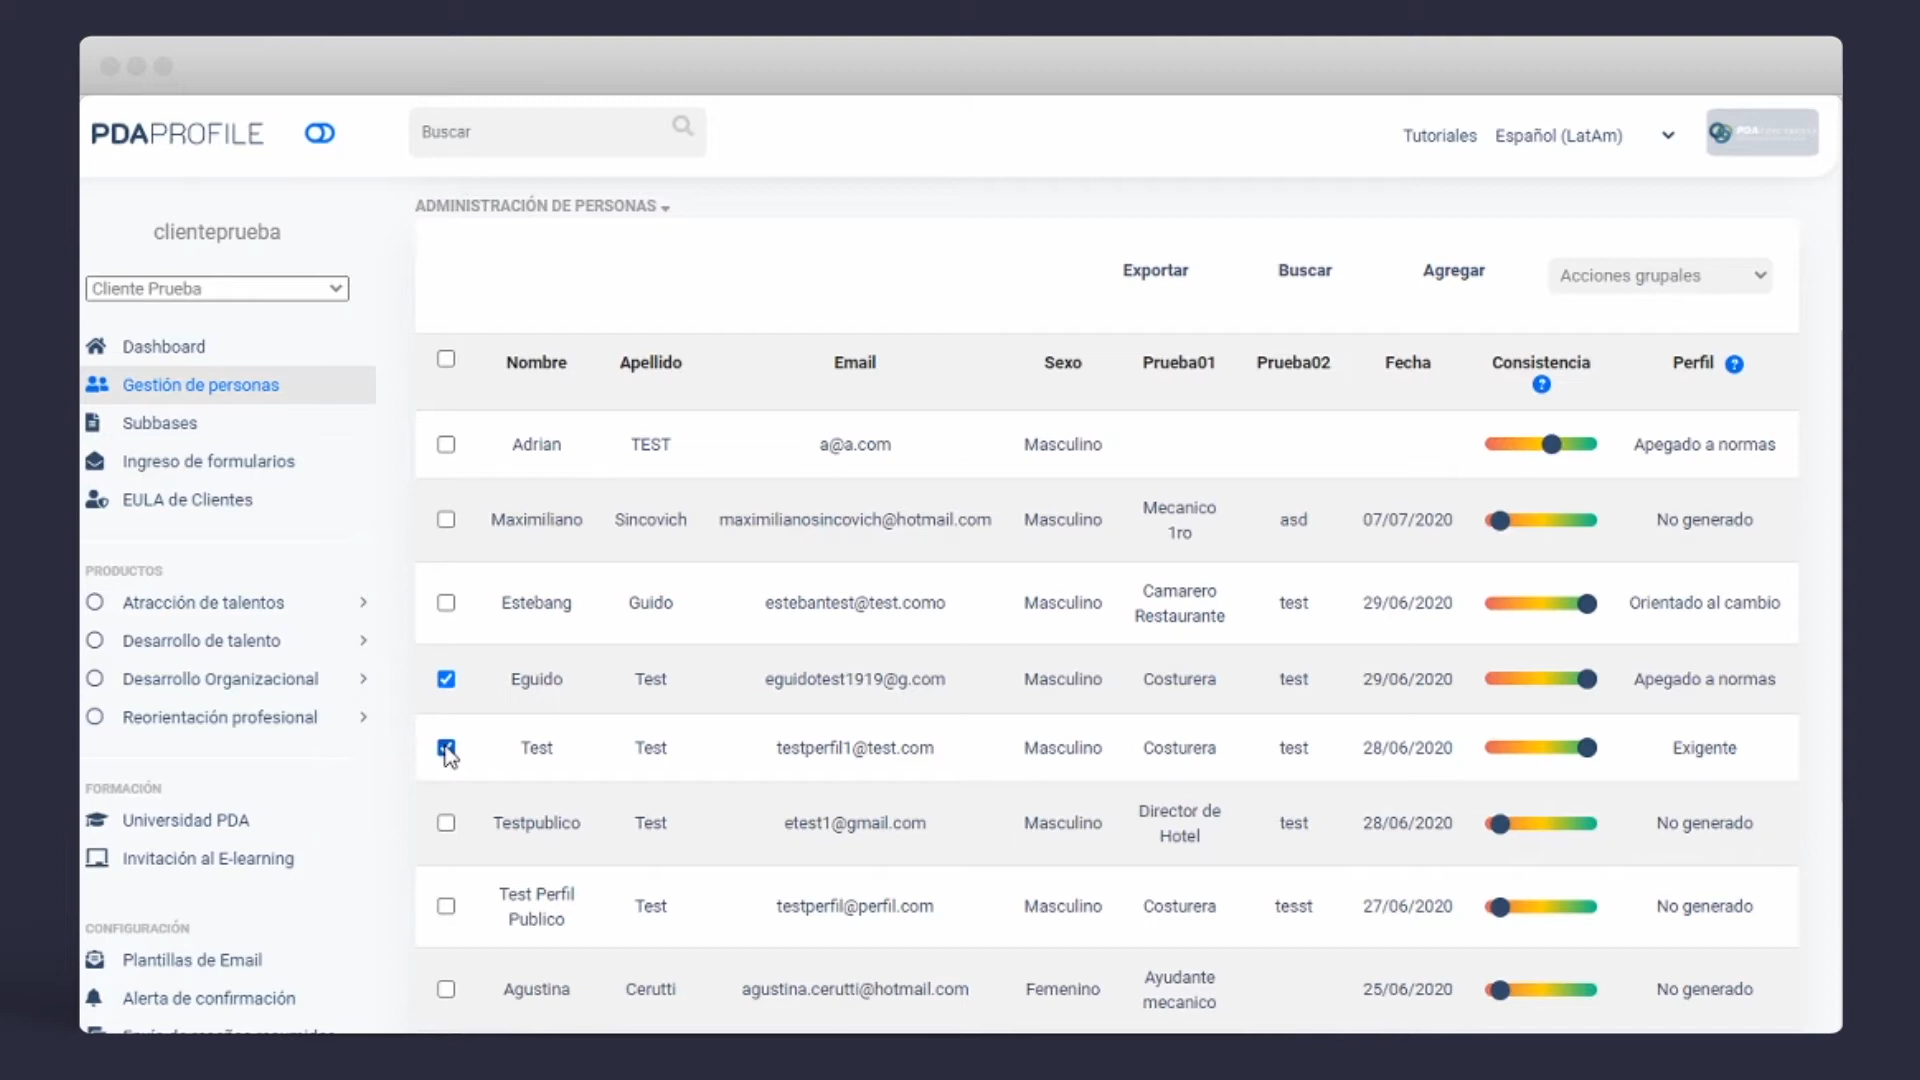 PDAPROFILE
Buscar
Tutoriales Español (LatAm)
clienteprueba
Cliente Prueba
Dashboard
Gestión de personas
Subbases
Ingreso de formularios
EULA de Clientes
PRODUCTOS
Atracción de talentos
Desarrollo de talento
Desarrollo Organizacional
Reorientación profesional
FORMACIÓN
Universidad PDA
Invitación al E-learning
CONFIGURACIÓN
Plantillas de Email
Alerta de confirmación
ADMINISTRACIÓN DE PERSONAS
Exportar Buscar Agregar Acciones grupales
Nombre Apellido Email Sexo Prueba01 Prueba02 Fecha Consistencia ? Perfil ?
Adrian TEST a@a.com Masculino Apegado a normas
Maximiliano Sincovich maximilianosincovich@hotmail.com Masculino Mecanico 1ro asd 07/07/2020 No generado
Estebang Guido estebantest@test.como Masculino Camarero Restaurante test 29/06/2020 Orientado al cambio
Eguido Test eguidotest1919@g.com Masculino Costurera test 29/06/2020 Apegado a normas
Test Test testperfil1@test.com Masculino Costurera test 28/06/2020 Exigente
Testpublico Test etest1@gmail.com Masculino Director de Hotel test 28/06/2020 No generado
Test Perfil Publico Test testperfil@perfil.com Masculino Costurera tesst 27/06/2020 No generado
Agustina Cerutti agustina.cerutti@hotmail.com Femenino Ayudante mecanico 25/06/2020 No generado